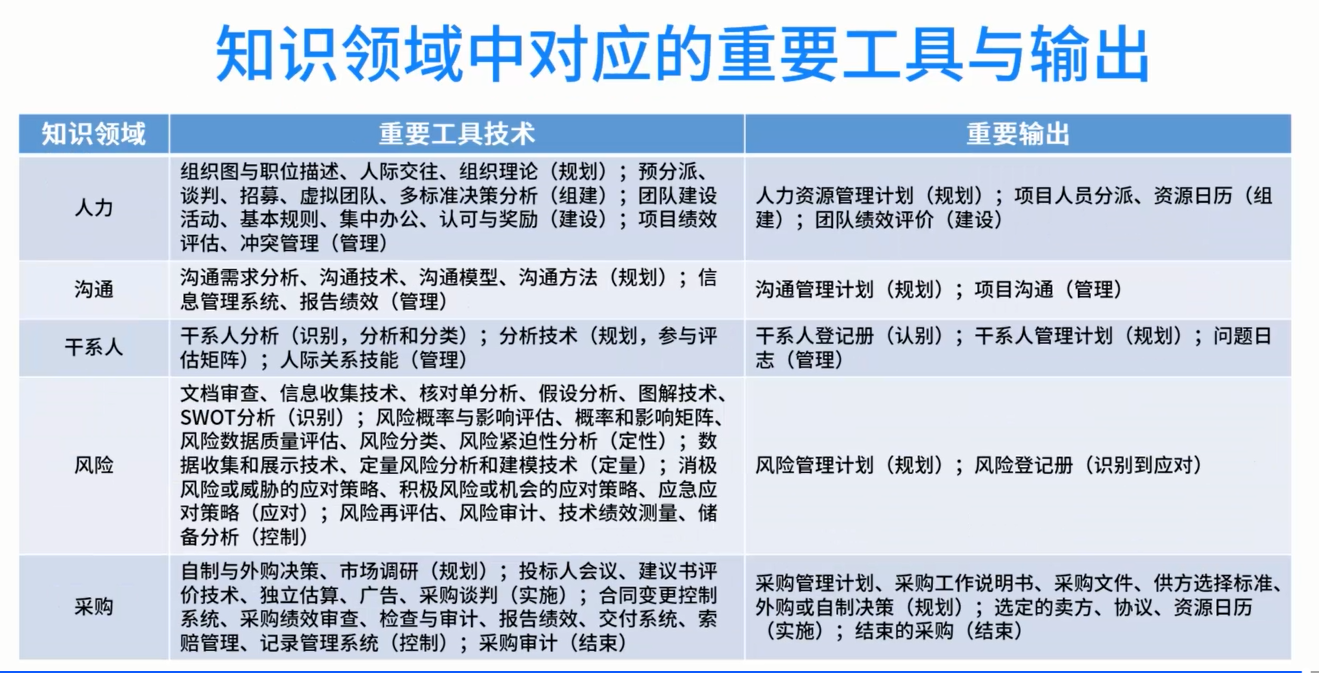 知识领域中对应的重要工具与输出
知识领域
重要工具技术
重要输出
人力
组织图与职位描述、人际交往、组织理论（规划）；预分派、
谈判、招募、虚拟团队、多标准决策分析（组建）；团队建设
活动、基本规则、集中办公、认可与奖励（建设）；项目绩效
评估、冲突管理（管理）
人力资源管理计划（规划）；项目人员分派、资源日历（组
建）；团队绩效评价（建设）
沟通
沟通需求分析、沟通技术、沟通模型、沟通方法（规划）；信
息管理系统、报告绩效（管理）
沟通管理计划（规划）；项目沟通（管理）
干系人
干系人分析（识别，分析和分类）；分析技术（规划，参与评
估矩阵）；人际关系技能（管理）
干系人登记册（认别）；干系人管理计划（规划）；问题日
志（管理）
风险
文档审查、信息收集技术、核对单分析、假设分析、图解技术、
SWOT分析（识别）；风险概率与影响评估、概率和影响矩阵、
风险数据质量评估、风险分类、风险紧迫性分析（定性）；数
据收集和展示技术、定量风险分析和建模技术（定量）；消极
风险或威胁的应对策略、积极风险或机会的应对策略、应急应
对策略（应对）；风险再评估、风险审计、技术绩效测量、储
备分析（控制）
风险管理计划（规划）；风险登记册（识别到应对）
采购
自制与外购决策、市场调研（规划）；投标人会议、建议书评
价技术、独立估算、广告、采购谈判（实施）；合同变更控制
系统、采购绩效审查、检查与审计、报告绩效、交付系统、索
赔管理、记录管理系统（控制）；采购审计（结束）
采购管理计划、采购工作说明书、采购文件、供方选择标准、
外购或自制决策（规划）；选定的卖方、协议、资源日历
（实施）；结束的采购（结束）